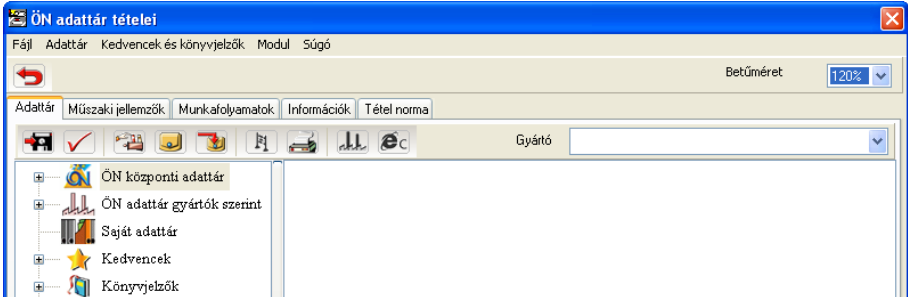 ÖN adattár tételei
Fájl Adattár Kedvencek és könyvjelzők Modul Súgó
Betűméret 120%
Adattár Műszaki jellemzők Munkafolyamatok Információk Tétel norma
Gyártó
ÖN központi adattár
ÖN adattár gyártók szerint
Saját adattár
Kedvencek
Könyvjelzők